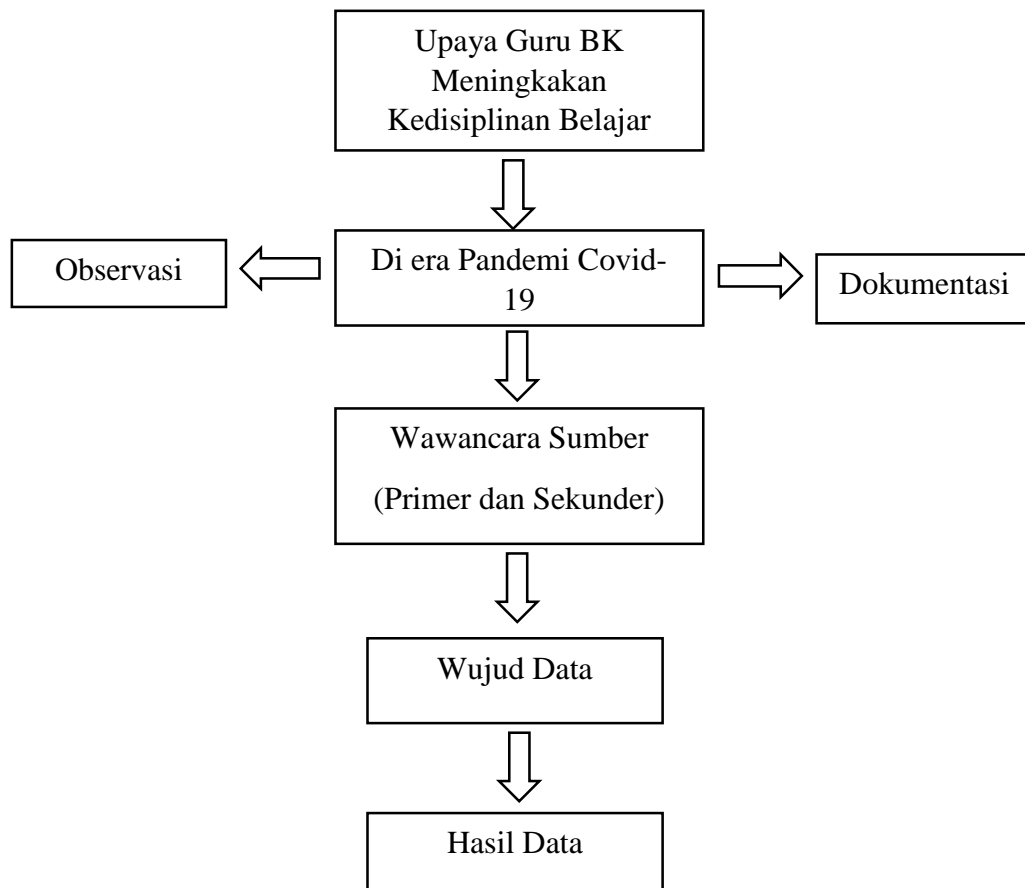 Upaya Guru BK
Meningkakan
Kedisiplinan Belajar
Observasi
Di era Pandemi Covid-
19
Dokumentasi
Wawancara Sumber
(Primer dan Sekunder)
Wujud Data
Hasil Data